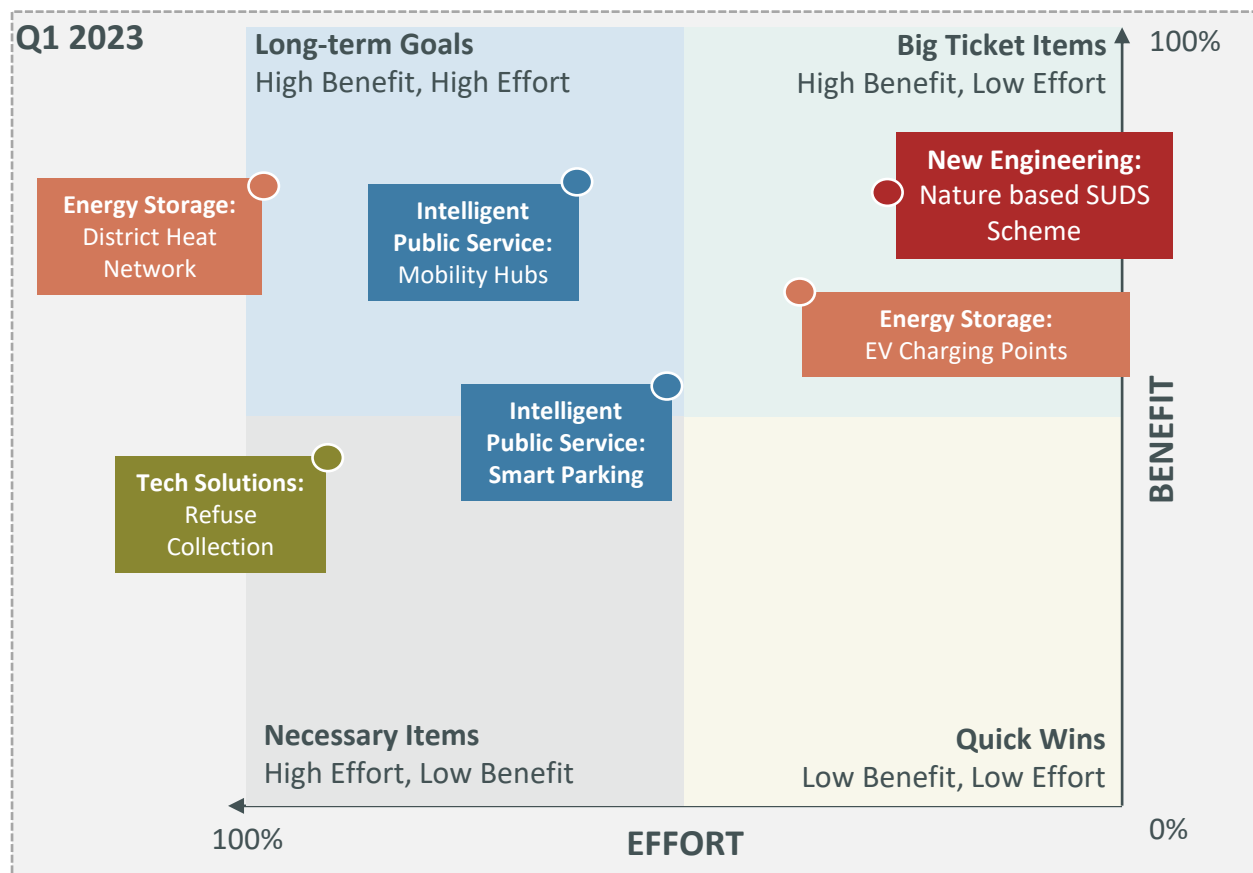 Q1 2023
Long-term Goals
High Benefit, High Effort
Big Ticket Items
High Benefit, Low Effort
100%
Energy Storage:
District Heat
Network
Intelligent
Public Service:
Mobility Hubs
New Engineering:
Nature based SUDS
Scheme
Energy Storage:
EV Charging Points
Intelligent
Public Service:
Smart Parking
Tech Solutions:
Refuse
Collection
BENEFIT
Necessary Items
High Effort, Low Benefit
Quick Wins
Low Benefit, Low Effort
100%
EFFORT
0%